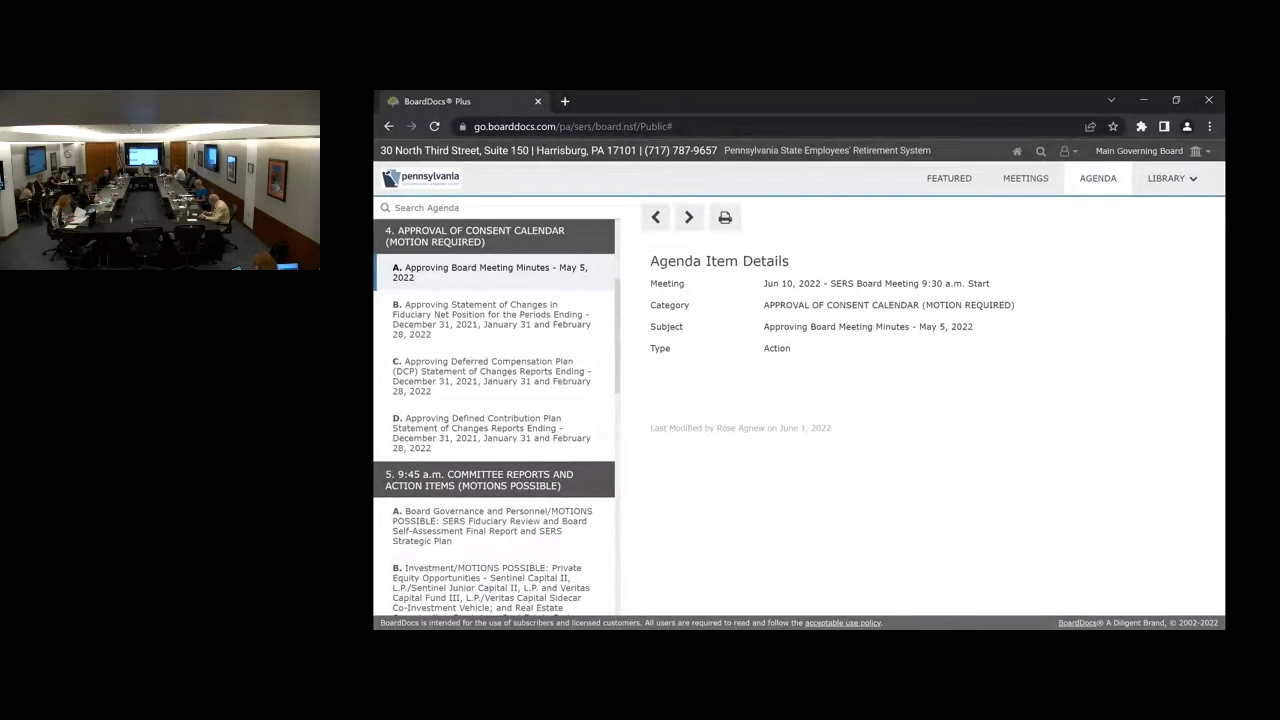 BoardDocs® Plus
go.boarddocs.com/pa/sers/board.nsf/Public#
30 North Third Street, Suite 150 | Harrisburg, PA 17101 | (717) 787-9657 Pennsylvania State Employees' Retirement System
Main Governing Board
pennsylvania
FEATURED
MEETINGS
AGENDA
LIBRARY
Search Agenda
4. APPROVAL OF CONSENT CALENDAR
(MOTION REQUIRED)
A. Approving Board Meeting Minutes - May 5,
2022
B. Approving Statement of Changes in
Fiduciary Net Position for the Periods Ending -
December 31, 2021, January 31 and February
28, 2022
C. Approving Deferred Compensation Plan
(DCP) Statement of Changes Reports Ending -
December 31, 2021, January 31 and February
28, 2022
D. Approving Defined Contribution Plan
Statement of Changes Reports Ending -
December 31, 2021, January 31 and February
28, 2022
5. 9:45 a.m. COMMITTEE REPORTS AND
ACTION ITEMS (MOTIONS POSSIBLE)
A. Board Governance and Personnel/MOTIONS
POSSIBLE: SERS Fiduciary Review and Board
Self-Assessment Final Report and SERS
Strategic Plan
B. Investment/MOTIONS POSSIBLE: Private
Equity Opportunities - Sentinel Capital II,
L.P./Sentinel Junior Capital II, L.P. and Veritas
Capital Fund III, L.P./Veritas Capital Sidecar
Co-Investment Vehicle; and Real Estate
Agenda Item Details
Meeting Jun 10, 2022 - SERS Board Meeting 9:30 a.m. Start
Category APPROVAL OF CONSENT CALENDAR (MOTION REQUIRED)
Subject Approving Board Meeting Minutes - May 5, 2022
Type Action
Last Modified by Rose Agnew on June 1, 2022
BoardDocs is intended for the use of subscribers and licensed customers. All users are required to read and follow the acceptable use policy.
BoardDocs® A Diligent Brand, © 2002-2022